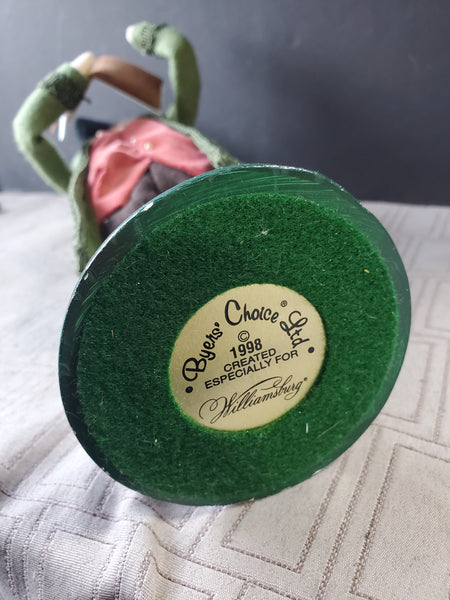 Byers' Choice® Ltd.
©
1998
CREATED
ESPECIALLY FOR
Williamsburg®